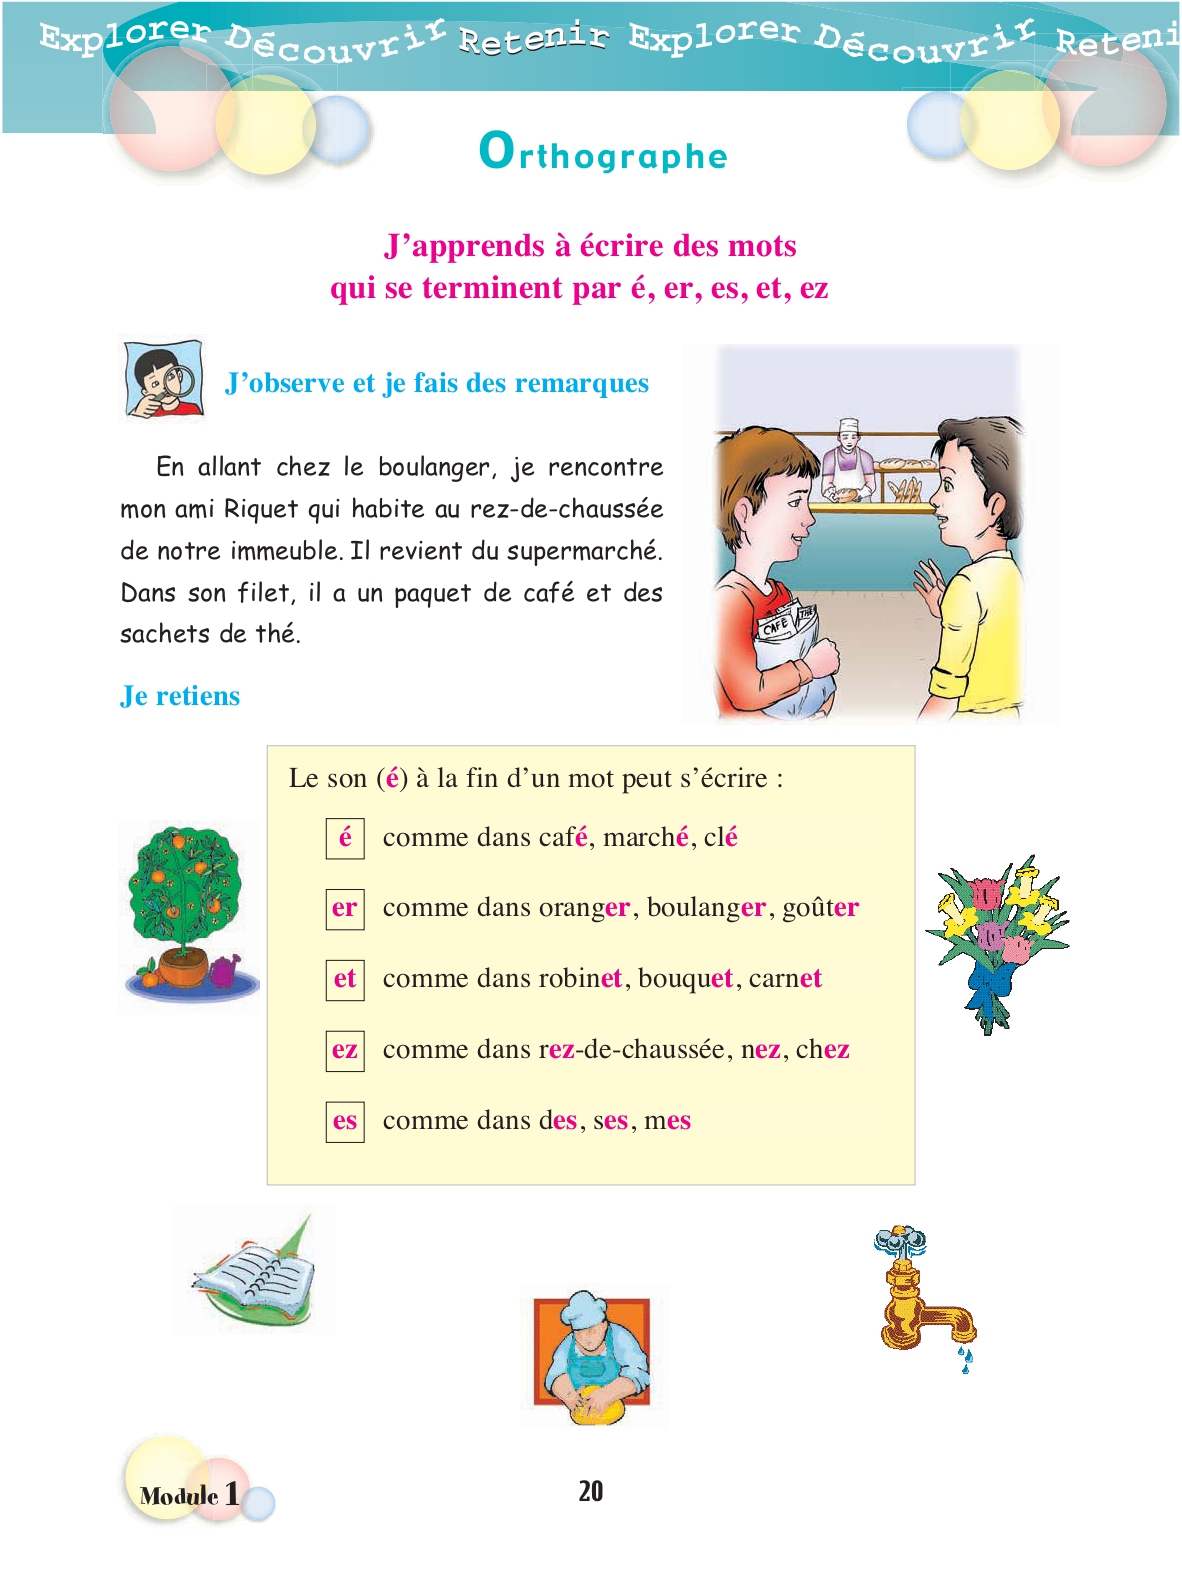 Explorer Découvrir Retenir Explorer Découvrir Reteni
Orthographe
J'apprends à écrire des mots
qui se terminent par é, er, es, et, ez
J'observe et je fais des remarques
En allant chez le boulanger, je rencontre
mon ami Riquet qui habite au rez-de-chaussée
de notre immeuble. Il revient du supermarché.
Dans son filet, il a un paquet de café et des
sachets de thé.
CAFÉ
THÉ
Je retiens
Le son (é) à la fin d'un mot peut s'écrire :
é comme dans café, marché, clé
er comme dans oranger, boulanger, goûter
et comme dans robinet, bouquet, carnet
ez comme dans rez-de-chaussée, nez, chez
es comme dans des, ses, mes
Module 1
20